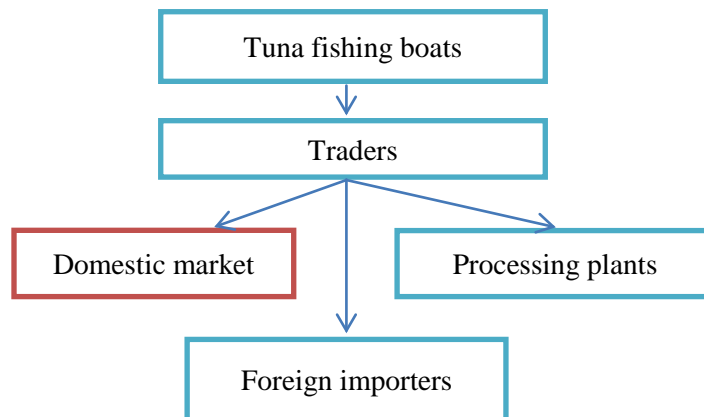 Tuna fishing boats
Traders
Domestic market
Processing plants
Foreign importers